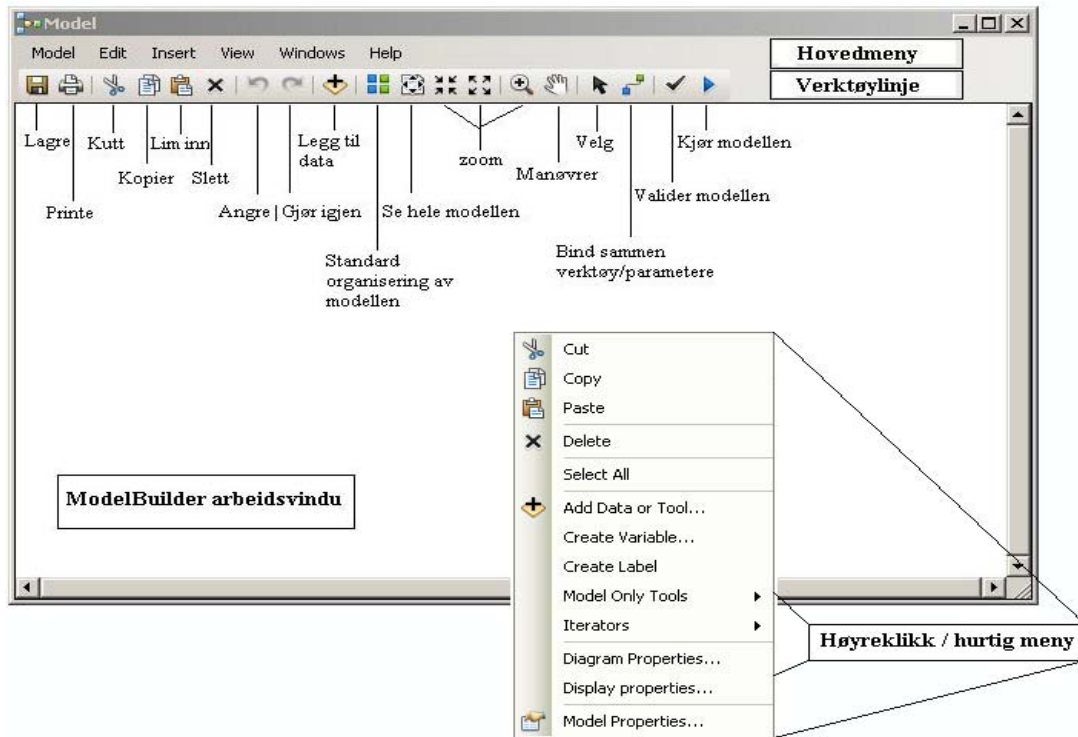 Model
Model Edit Insert View Windows Help
Hovedmeny
Verktøylinje
Lagre
Kutt
Lim inn
Legg til
data
zoom
Velg
Kjør modellen
Kopier
Slett
Manøvrer
Valider modellen
Printe
Angre | Gjør igjen
Se hele modellen
Standard
organisering av
modellen
Bind sammen
verktøy/parametere
Cut
Copy
Paste
Delete
Select All
Add Data or Tool...
Create Variable...
Create Label
Model Only Tools
Iterators
Diagram Properties...
Display properties...
Model Properties...
ModelBuilder arbeidsvindu
Høyreklikk / hurtig meny